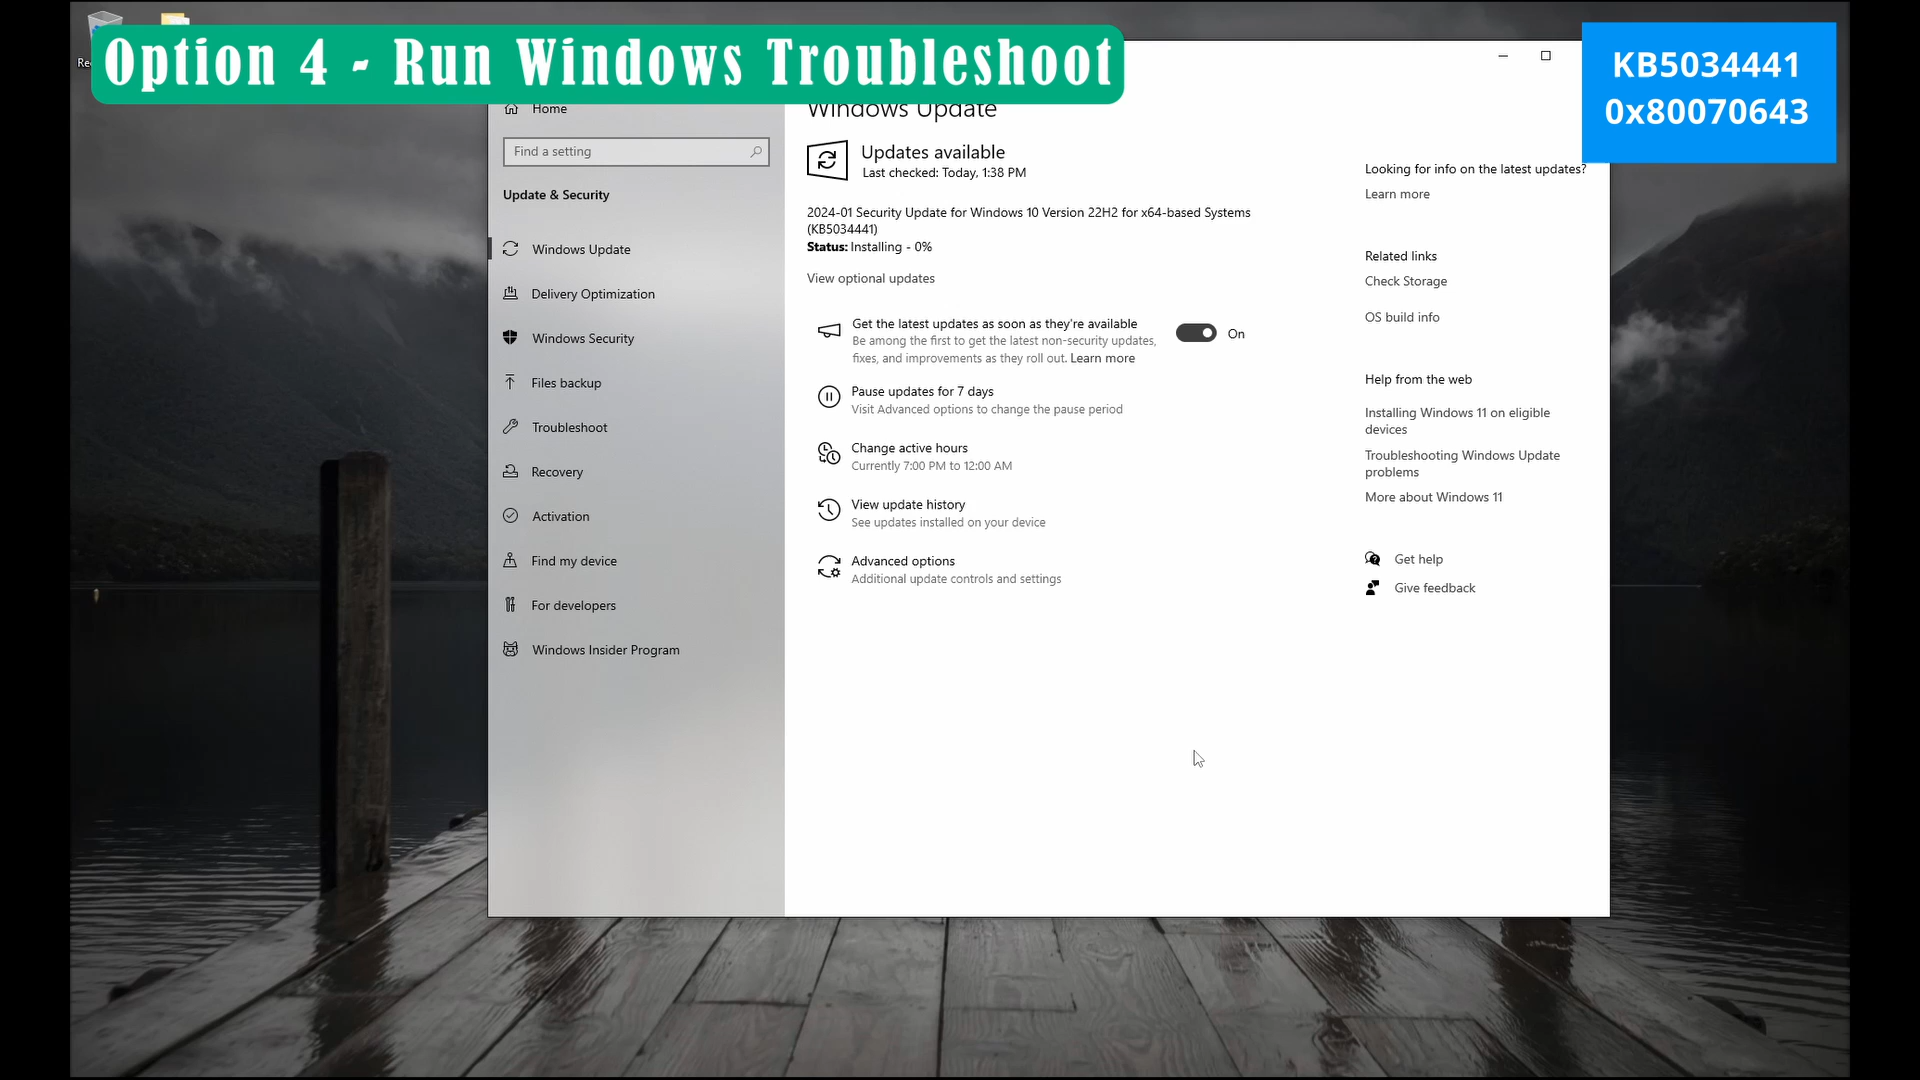 Option 4 - Run Windows Troubleshoot
KB5034441
0x80070643
Home
Find a setting
Update & Security
Windows Update
Delivery Optimization
Windows Security
Files backup
Troubleshoot
Recovery
Activation
Find my device
For developers
Windows Insider Program
Windows Update
Updates available
Last checked: Today, 1:38 PM
2024-01 Security Update for Windows 10 Version 22H2 for x64-based Systems
(KB5034441)
Status: Installing - 0%
View optional updates
Get the latest updates as soon as they're available
Be among the first to get the latest non-security updates,
fixes, and improvements as they roll out. Learn more
On
Pause updates for 7 days
Visit Advanced options to change the pause period
Change active hours
Currently 7:00 PM to 12:00 AM
View update history
See updates installed on your device
Advanced options
Additional update controls and settings
Looking for info on the latest updates?
Learn more
Related links
Check Storage
OS build info
Help from the web
Installing Windows 11 on eligible
devices
Troubleshooting Windows Update
problems
More about Windows 11
Get help
Give feedback